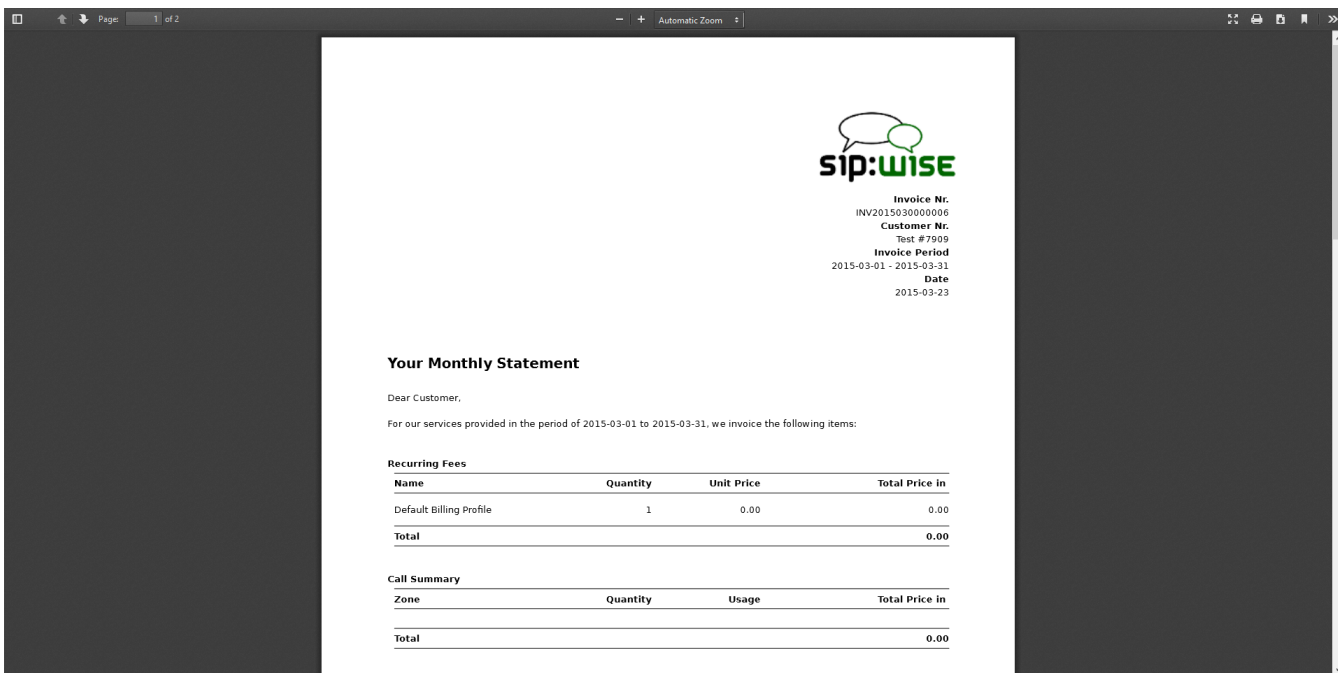 Page: 1 of 2
Automatic Zoom
sip:wise
Invoice Nr.
INV2015030000006
Customer Nr.
Test #7909
Invoice Period
2015-03-01 - 2015-03-31
Date
2015-03-23
Your Monthly Statement
Dear Customer,
For our services provided in the period of 2015-03-01 to 2015-03-31, we invoice the following items:
Recurring Fees
Name Quantity Unit Price Total Price in
Default Billing Profile 1 0.00 0.00
Total 0.00
Call Summary
Zone Quantity Usage Total Price in
Total 0.00